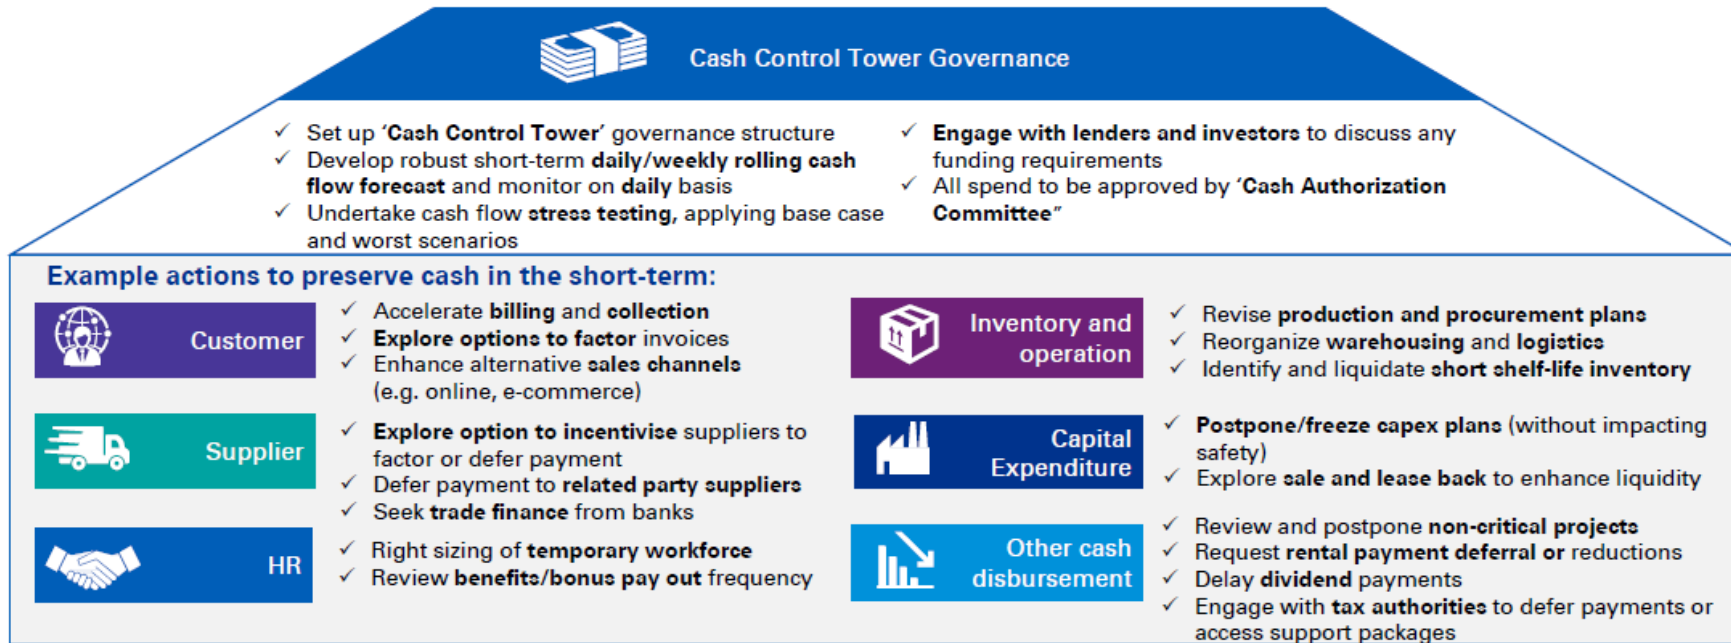 Cash Control Tower Governance
✓ Set up ‘Cash Control Tower’ governance structure
✓ Develop robust short-term daily/weekly rolling cash
flow forecast and monitor on daily basis
✓ Undertake cash flow stress testing, applying base case
and worst scenarios
✓ Engage with lenders and investors to discuss any
funding requirements
✓ All spend to be approved by ‘Cash Authorization
Committee”
Example actions to preserve cash in the short-term:
Customer
✓ Accelerate billing and collection
✓ Explore options to factor invoices
✓ Enhance alternative sales channels
(e.g. online, e-commerce)
Supplier
✓ Explore option to incentivise suppliers to
factor or defer payment
✓ Defer payment to related party suppliers
✓ Seek trade finance from banks
HR
✓ Right sizing of temporary workforce
✓ Review benefits/bonus pay out frequency
Inventory and
operation
✓ Revise production and procurement plans
✓ Reorganize warehousing and logistics
✓ Identify and liquidate short shelf-life inventory
Capital
Expenditure
✓ Postpone/freeze capex plans (without impacting
safety)
✓ Explore sale and lease back to enhance liquidity
Other cash
disbursement
✓ Review and postpone non-critical projects
✓ Request rental payment deferral or reductions
✓ Delay dividend payments
✓ Engage with tax authorities to defer payments or
access support packages